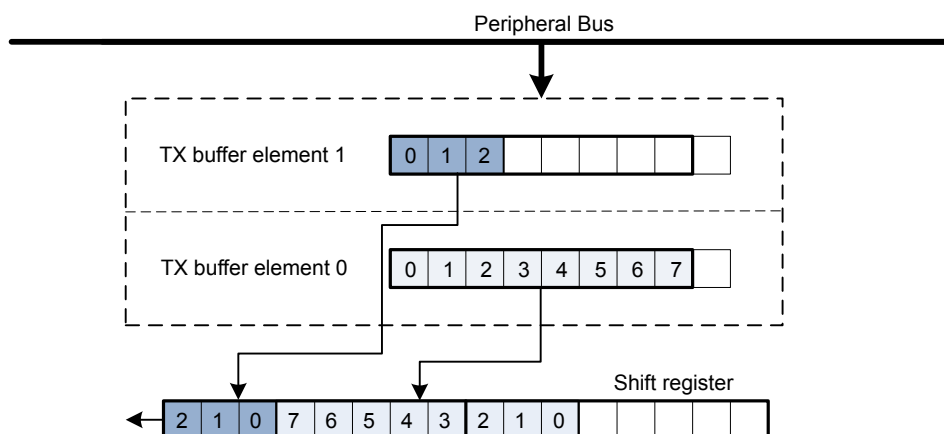 Peripheral Bus
TX buffer element 1
0 1 2
TX buffer element 0
0 1 2 3 4 5 6 7
Shift register
2 1 0 7 6 5 4 3 2 1 0